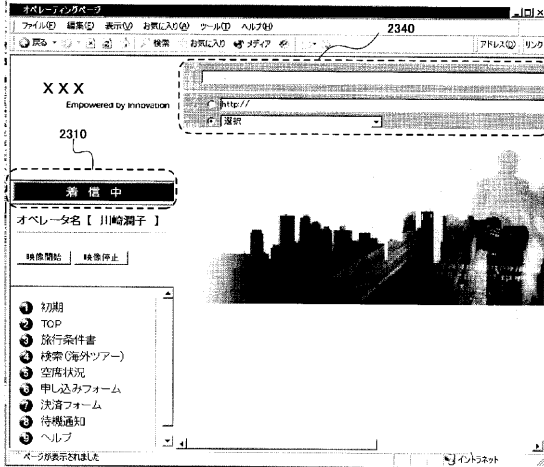 オペレーティングページ
ファイル(F) 編集(E) 表示(V) お気に入り(A) ツール(T) ヘルプ(H)
2340
戻る 検索 お気に入り メディア アドレス(D) リンク
XXX
Empowered by Innovation
http://
選択
2310
着信中
オペレータ名【 川崎潤子 】
映像開始 映像停止
1 初期
2 TOP
3 旅行条件書
4 検索(海外ツアー)
5 空席状況
6 申し込みフォーム
7 決済フォーム
8 待機通知
9 ヘルプ
ページが表示されました
イントラネット